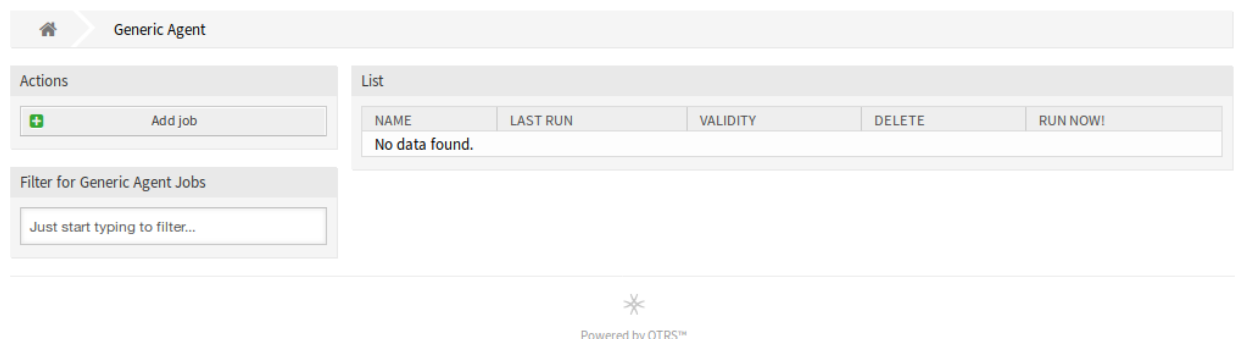 Generic Agent
Actions
Add job
Filter for Generic Agent Jobs
Just start typing to filter...
List
NAME LAST RUN VALIDITY DELETE RUN NOW!
No data found.
Powered by OTRS™